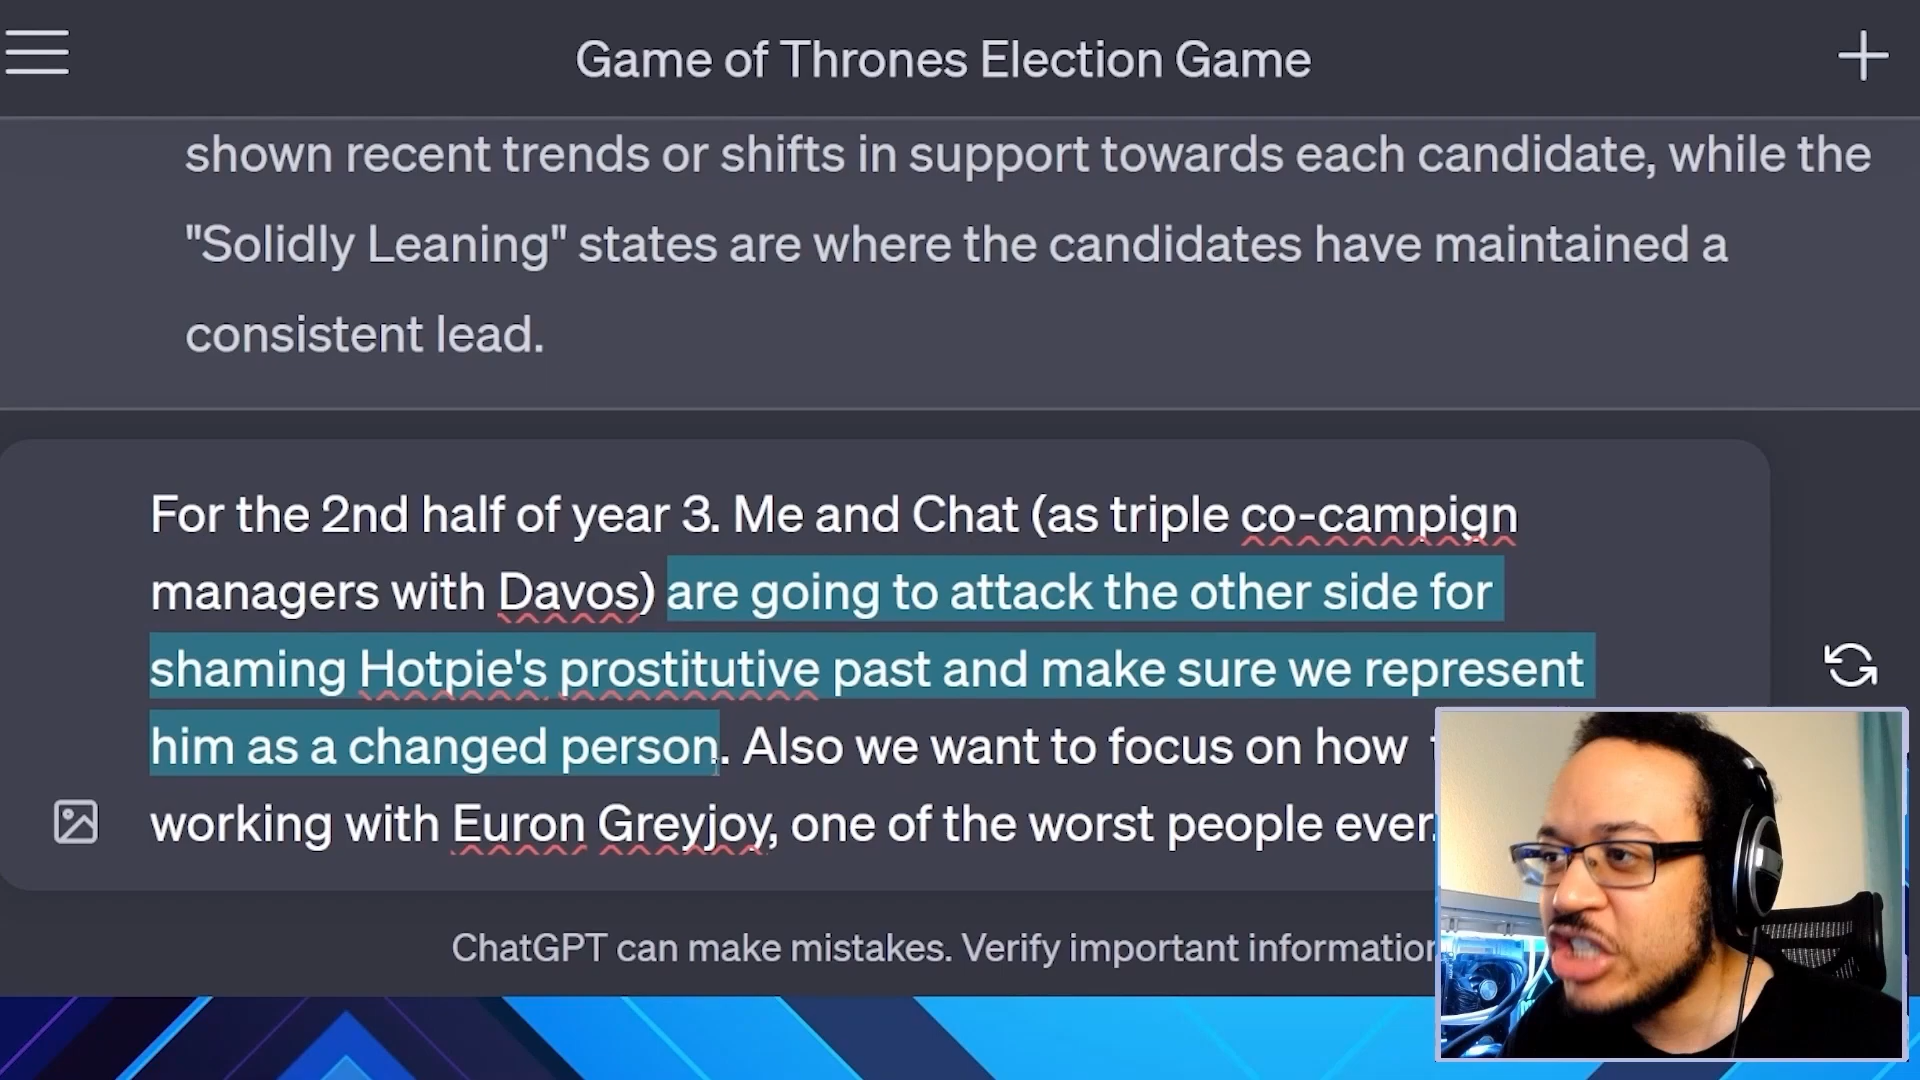 Game of Thrones Election Game
shown recent trends or shifts in support towards each candidate, while the
"Solidly Leaning" states are where the candidates have maintained a
consistent lead.
For the 2nd half of year 3. Me and Chat (as triple co-campign
managers with Davos) are going to attack the other side for
shaming Hotpie's prostitutive past and make sure we represent
him as a changed person. Also we want to focus on how
working with Euron Greyjoy, one of the worst people ever.
ChatGPT can make mistakes. Verify important information